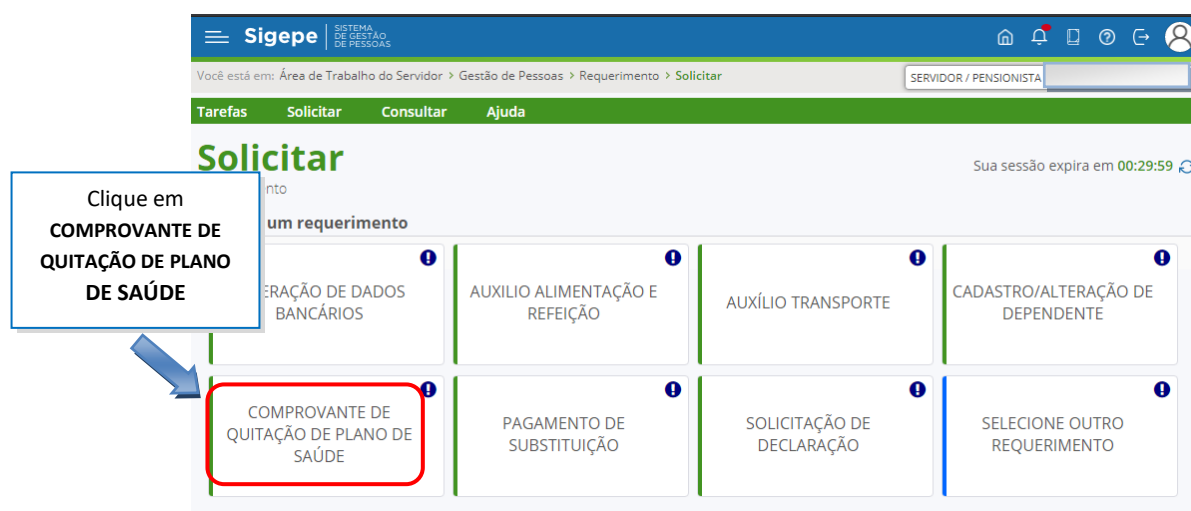 Sigepe
SISTEMA
DE GESTÃO
DE PESSOAS
Você está em: Área de Trabalho do Servidor > Gestão de Pessoas > Requerimento > Solicitar
SERVIDOR / PENSIONISTA
Tarefas Solicitar Consultar Ajuda
Solicitar
Sua sessão expira em 00:29:59
nto
um requerimento
Clique em
COMPROVANTE DE
QUITAÇÃO DE PLANO
DE SAÚDE
ERAÇÃO DE DADOS
BANCÁRIOS
AUXILIO ALIMENTAÇÃO E
REFEIÇÃO
AUXÍLIO TRANSPORTE
CADASTRO/ALTERAÇÃO DE
DEPENDENTE
COMPROVANTE DE
QUITAÇÃO DE PLANO DE
SAÚDE
PAGAMENTO DE
SUBSTITUIÇÃO
SOLICITAÇÃO DE
DECLARAÇÃO
SELECIONE OUTRO
REQUERIMENTO